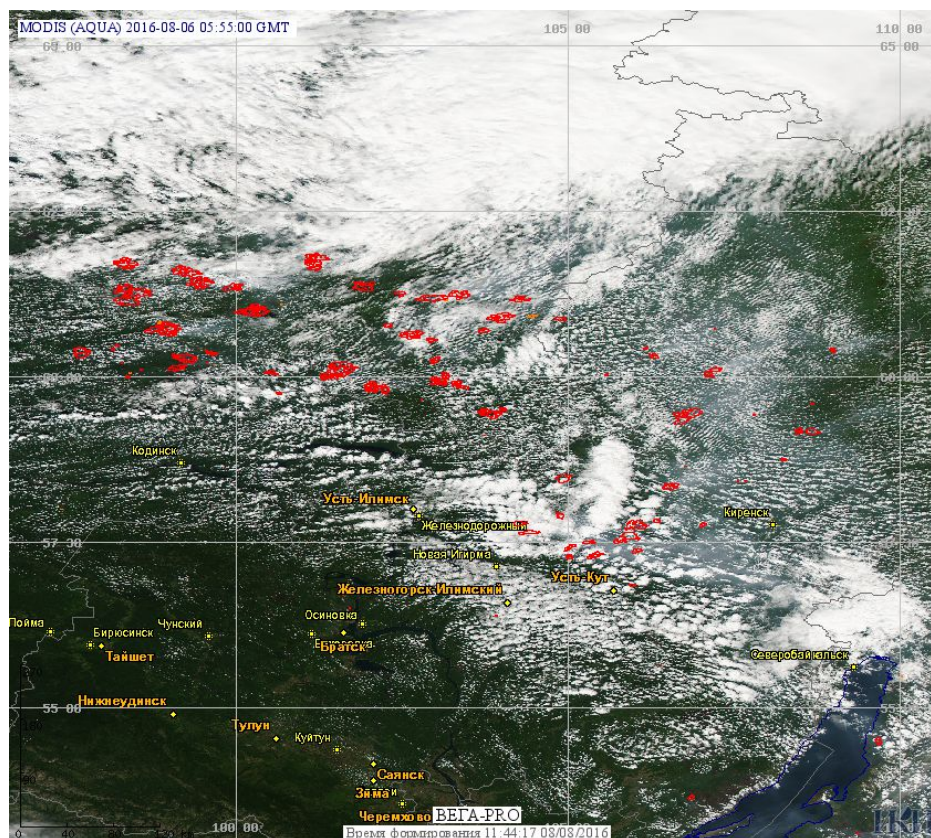 MODIS (AQUA) 2016-08-06 05:55:00 GMT
105 00
110 00
65 00
Кодинск
Усть-Илимск
Железнодорожный
Киренск
57 30
Новая Игирма
Усть-Кут
Железногорск-Илимский
Осиновка
Пойма
Бирюсинск
Чунский
Братск
Тайшет
Северобайкальск
Нижнеудинск
55 00
Тулун
Куйтун
Саянск
Зима
Черемхово
ВЕГА-PRO
100 00
Время формирования 11:44:17 08/08/2016